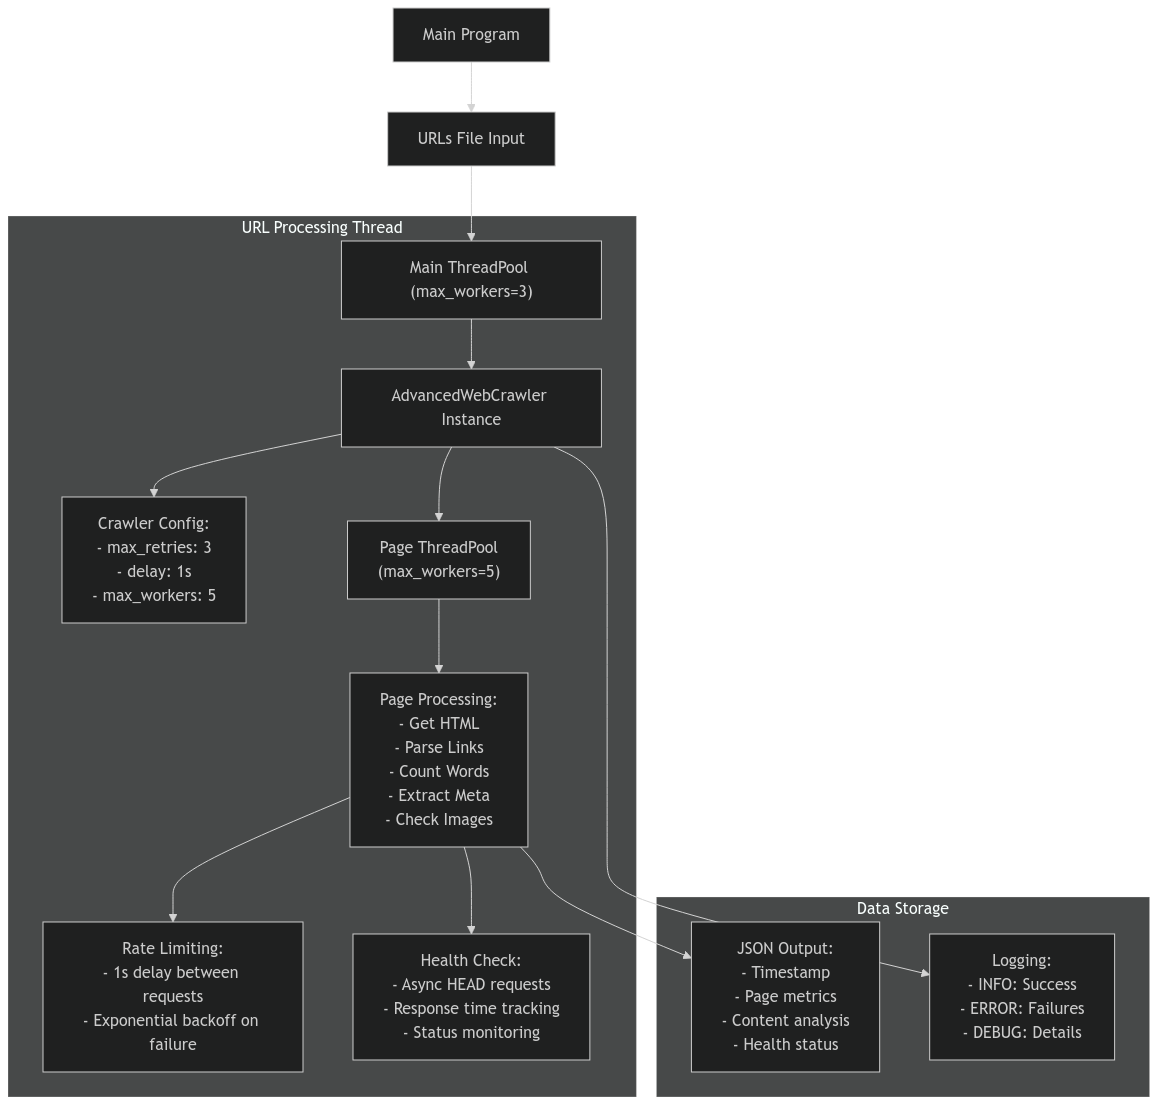 Main Program
URLs File Input
URL Processing Thread
Main ThreadPool
(max_workers=3)
AdvancedWebCrawler
Instance
Crawler Config:
- max_retries: 3
- delay: 1s
- max_workers: 5
Page ThreadPool
(max_workers=5)
Page Processing:
- Get HTML
- Parse Links
- Count Words
- Extract Meta
- Check Images
Rate Limiting:
- 1s delay between
requests
- Exponential backoff on
failure
Health Check:
- Async HEAD requests
- Response time tracking
- Status monitoring
Data Storage
JSON Output:
- Timestamp
- Page metrics
- Content analysis
- Health status
Logging:
- INFO: Success
- ERROR: Failures
- DEBUG: Details